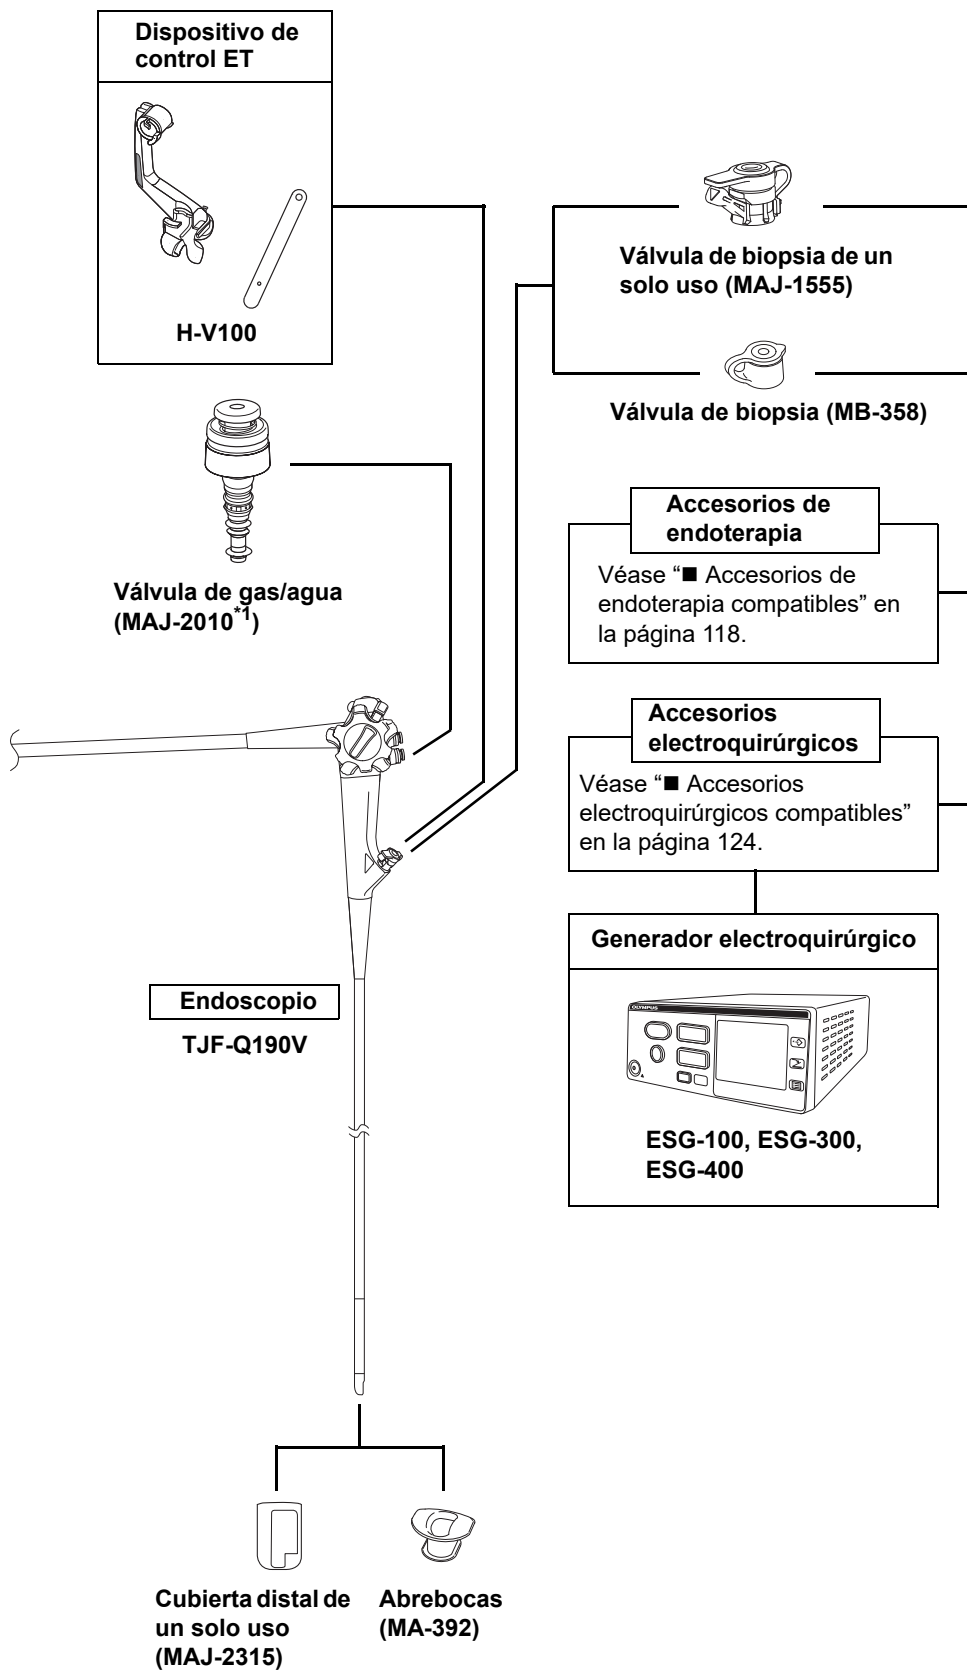 Dispositivo de
control ET
H-V100
Válvula de biopsia de un
solo uso (MAJ-1555)
Válvula de biopsia (MB-358)
Válvula de gas/agua
(MAJ-2010*1)
Accesorios de
endoterapia
Véase “■ Accesorios de
endoterapia compatibles” en
la página 118.
Accesorios
electroquirúrgicos
Véase “■ Accesorios
electroquirúrgicos compatibles”
en la página 124.
Generador electroquirúrgico
OLYMPUS
ESG-100, ESG-300,
ESG-400
Endoscopio
TJF-Q190V
Cubierta distal de
un solo uso
(MAJ-2315)
Abrebocas
(MA-392)